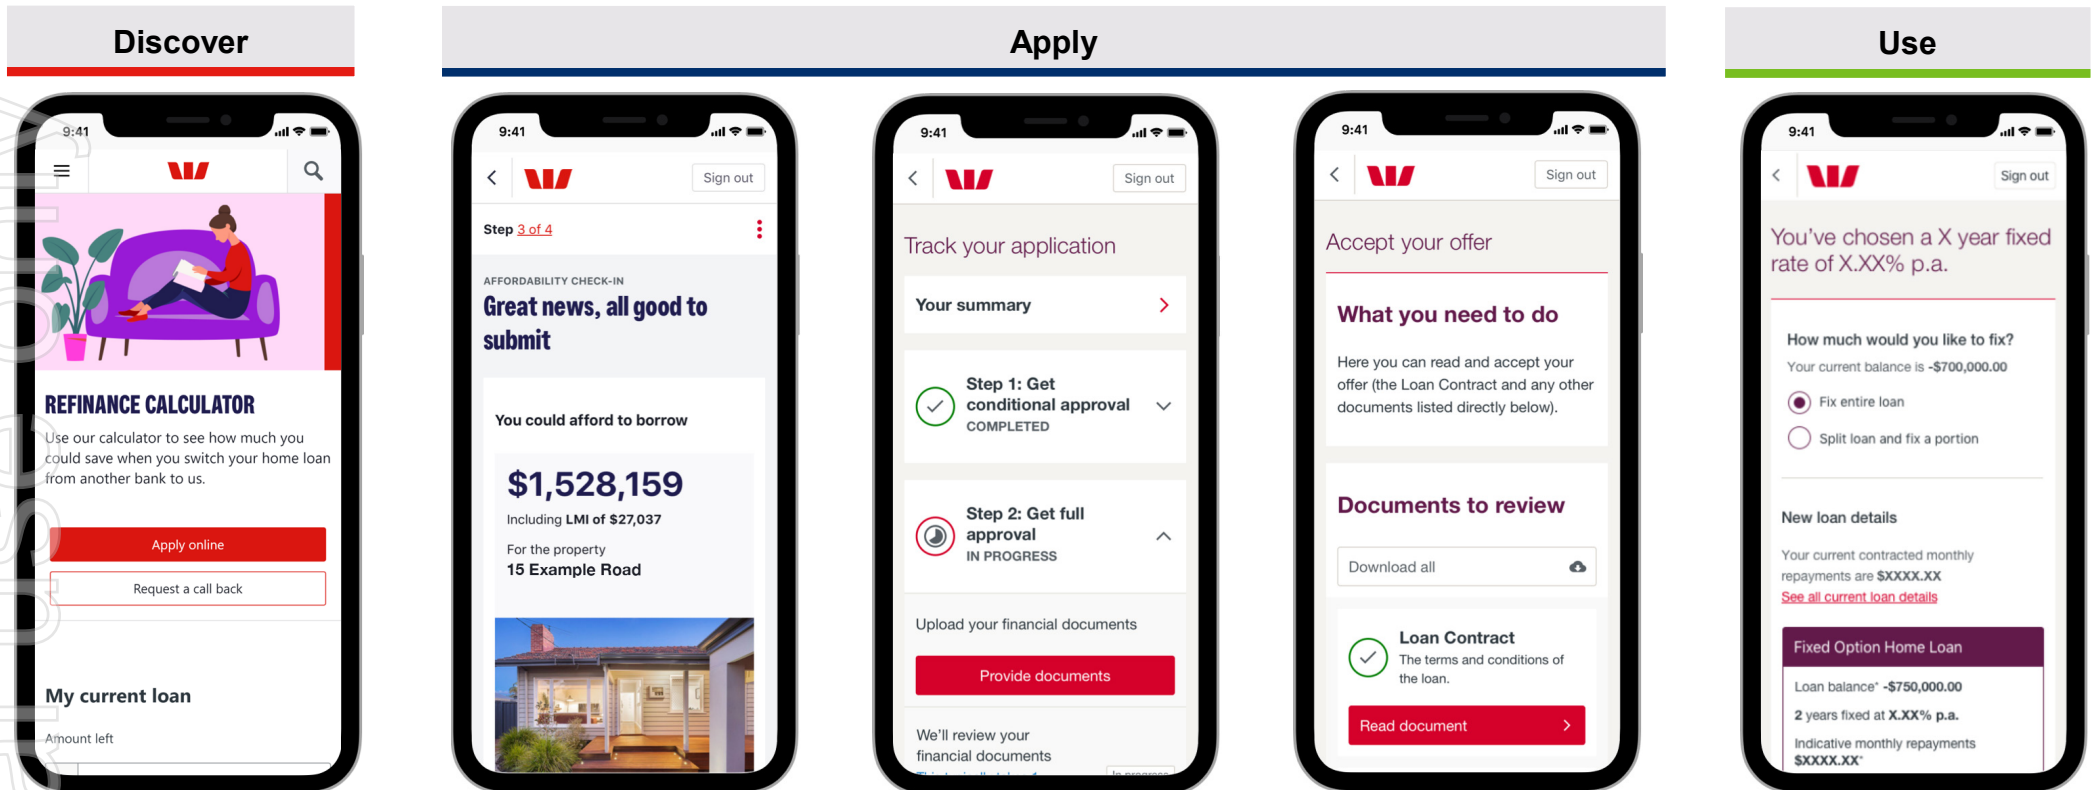 Discover
Apply
Use
9:41
REFINANCE CALCULATOR
Use our calculator to see how much you
could save when you switch your home loan
from another bank to us.
Apply online
Request a call back
My current loan
Amount left
9:41
Sign out
Step 3 of 4
AFFORDABILITY CHECK-IN
Great news, all good to
submit
You could afford to borrow
$1,528,159
Including LMI of $27,037
For the property
15 Example Road
9:41
Sign out
Track your application
Your summary
Step 1: Get
conditional approval
COMPLETED
Step 2: Get full
approval
IN PROGRESS
Upload your financial documents
Provide documents
We'll review your
financial documents
In progress
9:41
Sign out
Accept your offer
What you need to do
Here you can read and accept your
offer (the Loan Contract and any other
documents listed directly below).
Documents to review
Download all
Loan Contract
The terms and conditions of
the loan.
Read document
9:41
Sign out
You've chosen a X year fixed
rate of X.XX% p.a.
How much would you like to fix?
Your current balance is -$700,000.00
Fix entire loan
Split loan and fix a portion
New loan details
Your current contracted monthly
repayments are $XXXX.XX
See all current loan details
Fixed Option Home Loan
Loan balance* -$750,000.00
2 years fixed at X.XX% p.a.
Indicative monthly repayments
$XXXX.XX*